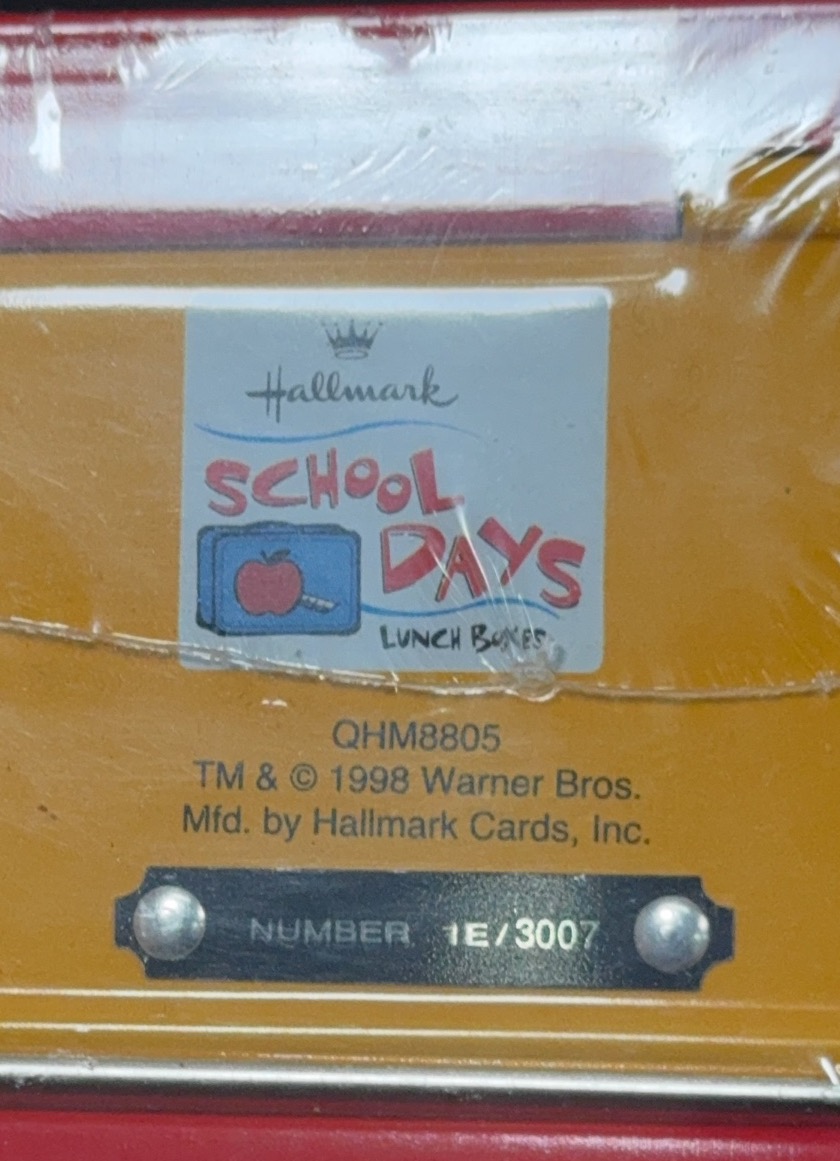 Hallmark
SCHOOL
DAYS
LUNCH BOXES
QHM8805
TM & © 1998 Warner Bros.
Mfd. by Hallmark Cards, Inc.
NUMBER 1E/3007